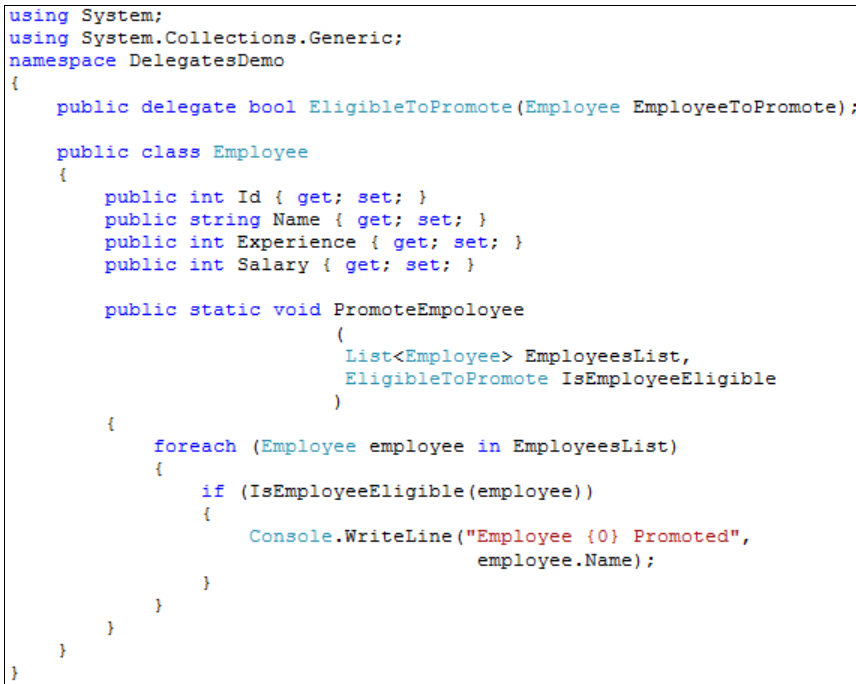 using System;
using System.Collections.Generic;
namespace DelegatesDemo
{
    public delegate bool EligibleToPromote(Employee EmployeeToPromote);

    public class Employee
    {
        public int Id { get; set; }
        public string Name { get; set; }
        public int Experience { get; set; }
        public int Salary { get; set; }

        public static void PromoteEmpoloyee
                           (
                            List<Employee> EmployeesList,
                            EligibleToPromote IsEmployeeEligible
                           )
        {
            foreach (Employee employee in EmployeesList)
            {
                if (IsEmployeeEligible(employee))
                {
                    Console.WriteLine("Employee {0} Promoted",
                                       employee.Name);
                }
            }
        }
    }
}